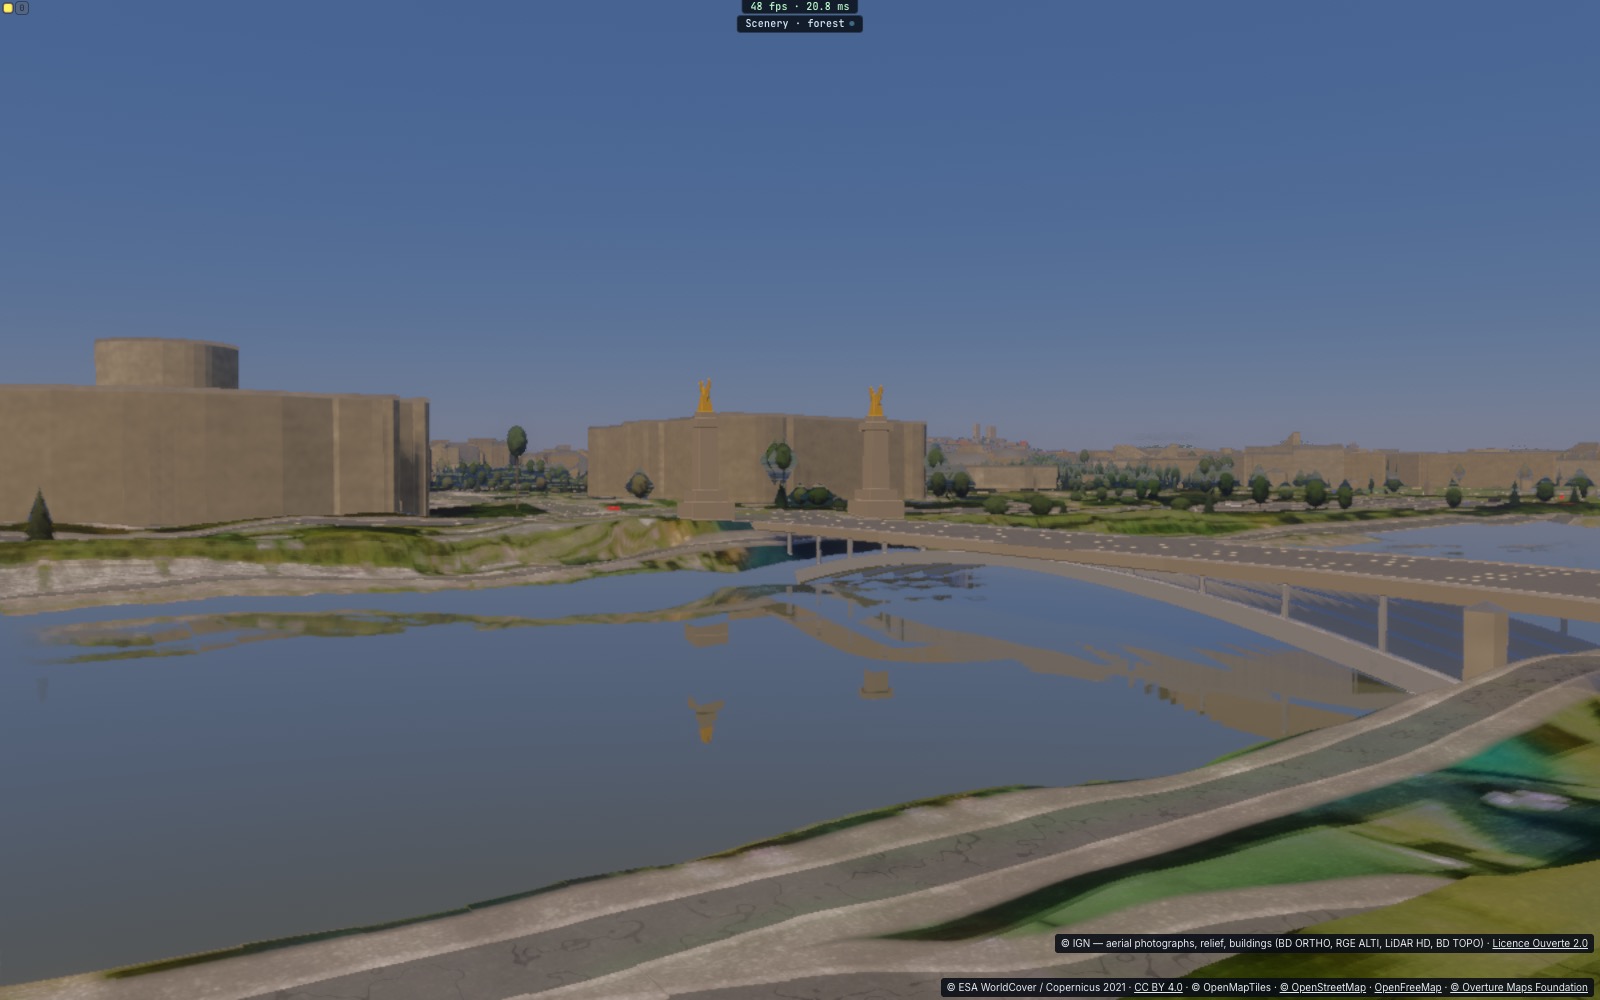 0
48 fps · 20.8 ms
Scenery · forest
© IGN — aerial photographs, relief, buildings (BD ORTHO, RGE ALTI, LiDAR HD, BD TOPO) · Licence Ouverte 2.0
© ESA WorldCover / Copernicus 2021 · CC BY 4.0 · © OpenMapTiles · © OpenStreetMap · OpenFreeMap · © Overture Maps Foundation